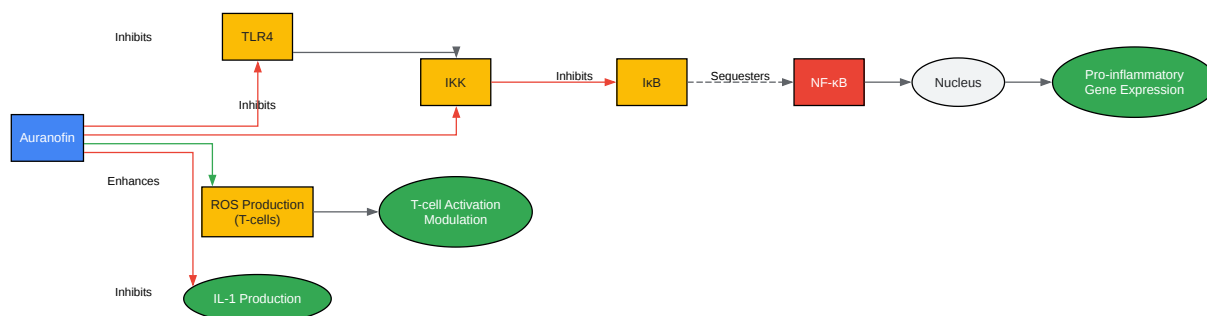 Inhibits
TLR4
IKK
Inhibits
IκB
Sequesters
NF-κB
Nucleus
Pro-inflammatory
Gene Expression
Inhibits
Auranofin
Enhances
ROS Production
(T-cells)
T-cell Activation
Modulation
Inhibits
IL-1 Production